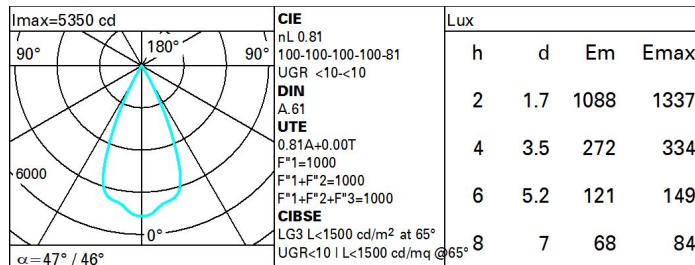 Imax=5350 cd
90° 180° 90°
6000
0°
α=47° / 46°
CIE
nL 0.81
100-100-100-100-81
UGR <10-<10
DIN
A.61
UTE
0.81A+0.00T
F"1=1000
F"1+F"2=1000
F"1+F"2+F"3=1000
CIBSE
LG3 L<1500 cd/m² at 65°
UGR<10 | L<1500 cd/mq @65°
Lux
h d Em Emax
2 1.7 1088 1337
4 3.5 272 334
6 5.2 121 149
8 7 68 84